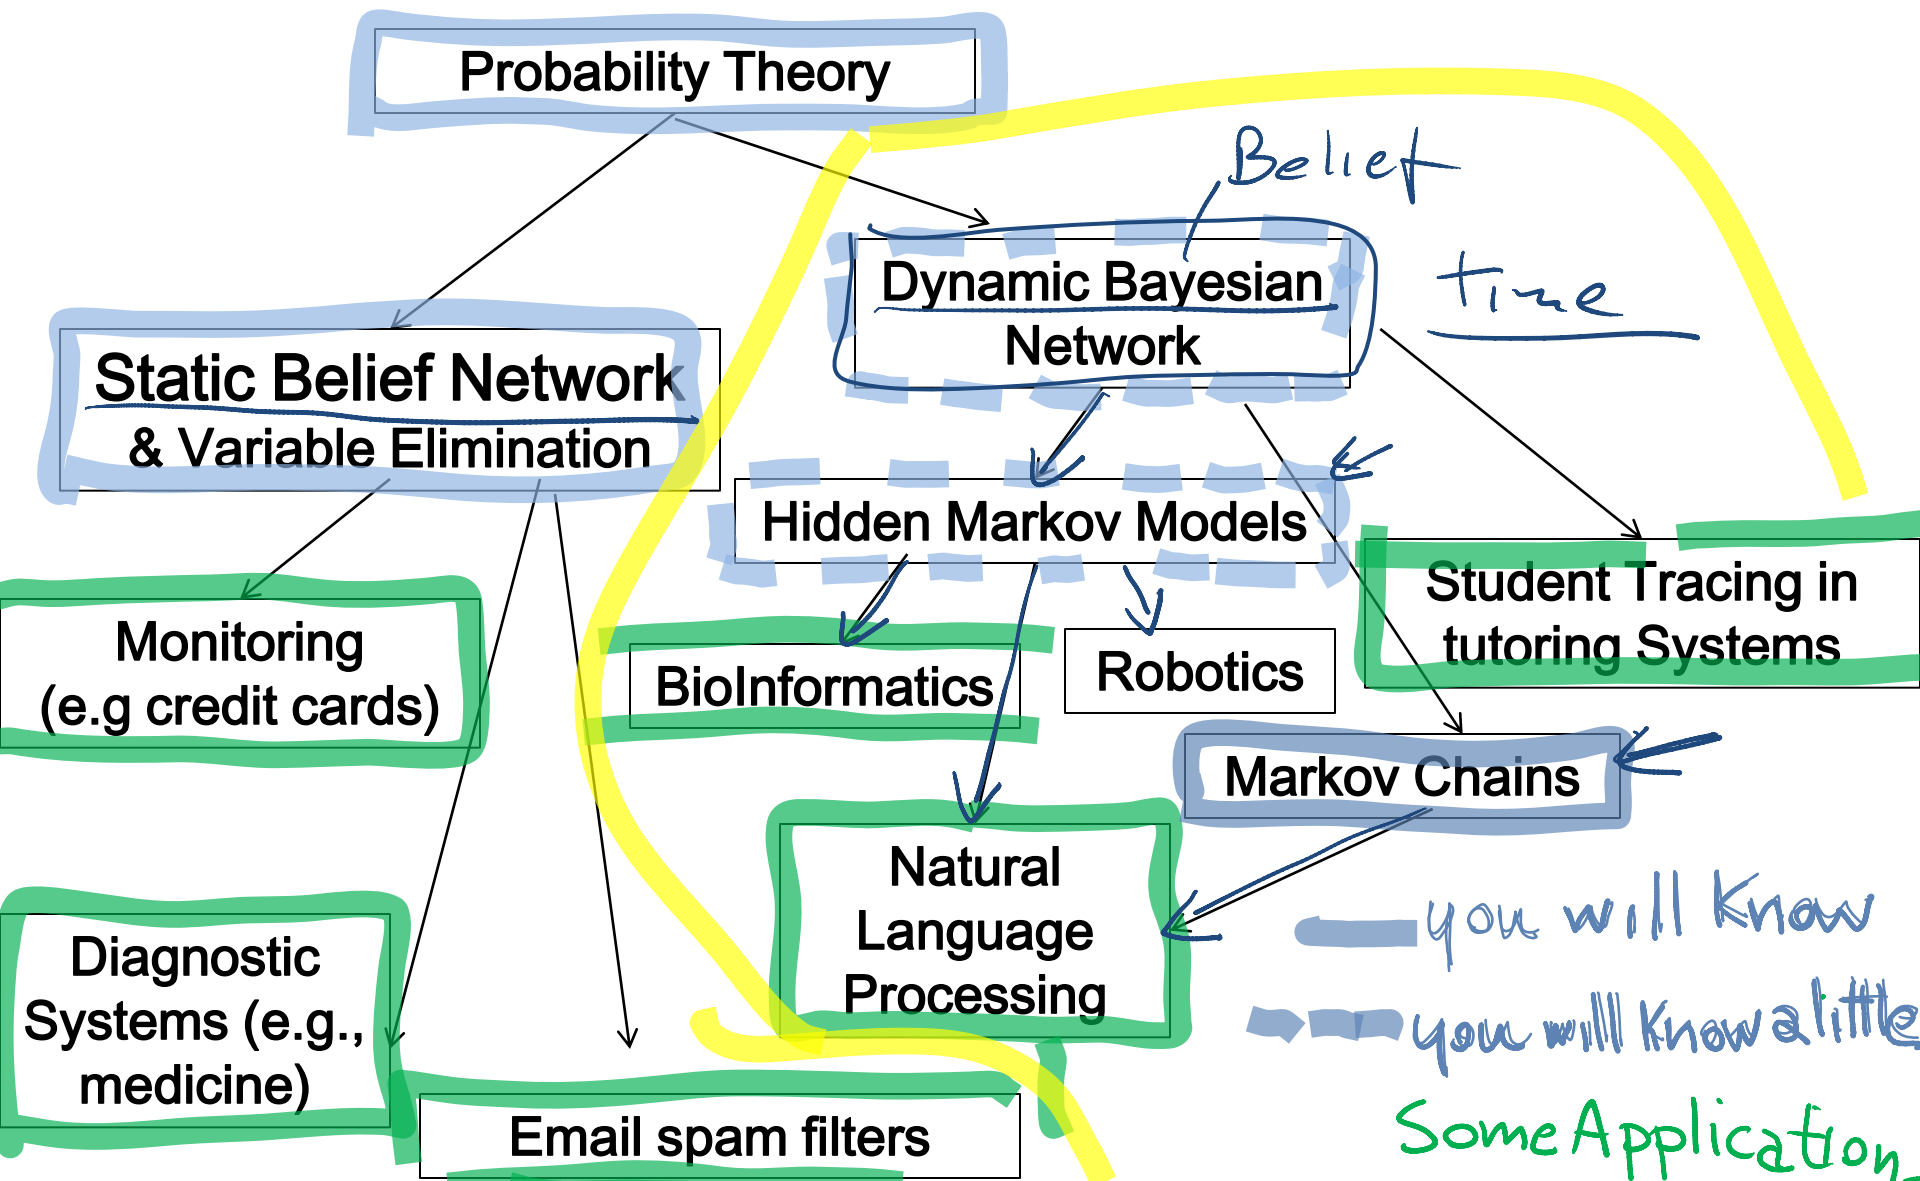 Probability Theory
Belief
Dynamic Bayesian
Network
time
Static Belief Network
& Variable Elimination
Hidden Markov Models
Student Tracing in
tutoring Systems
Monitoring
(e.g credit cards)
BioInformatics
Robotics
Markov Chains
Natural
Language
Processing
you will Know
Diagnostic
Systems (e.g.,
medicine)
you will Know a little
Email spam filters
Some Application